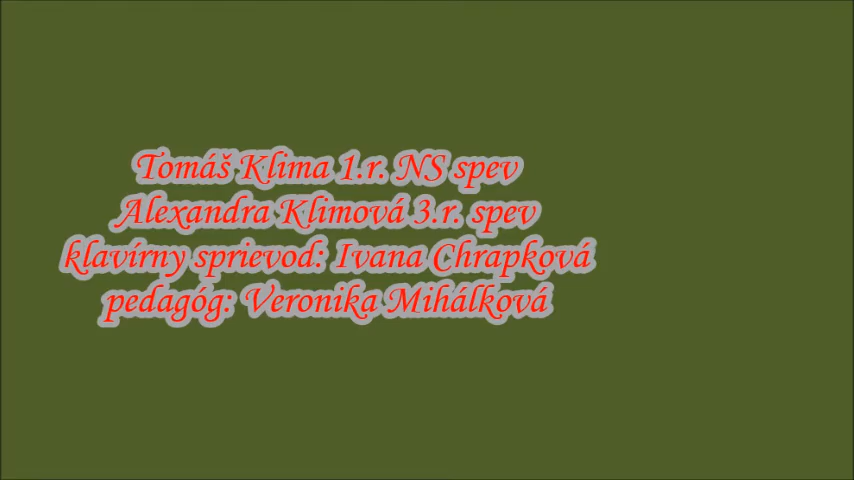 Tomáš Klima 1.r. NS spev
Alexandra Klimová 3.r. spev
klavírny sprievod: Ivana Chrapková
pedagóg: Veronika Mihálková